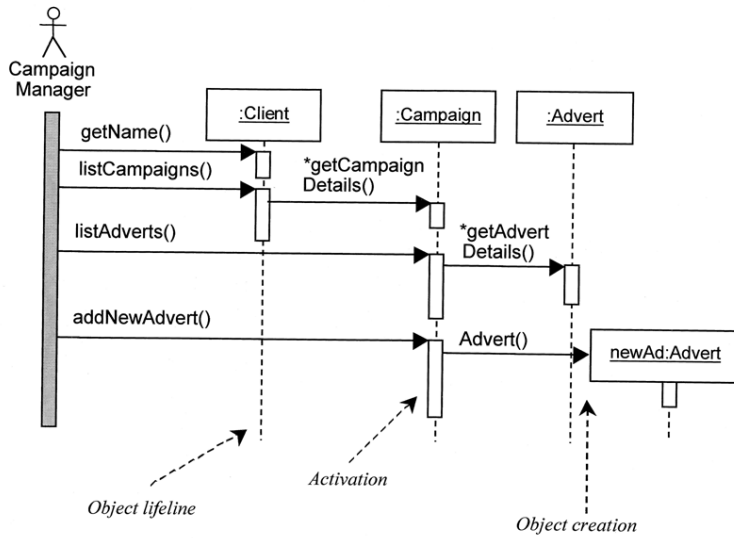 Campaign
Manager
:Client
:Campaign
:Advert
getName()
listCampaigns()
*getCampaign
Details()
listAdverts()
*getAdvert
Details()
addNewAdvert()
Advert()
newAd:Advert
Activation
Object lifeline
Object creation